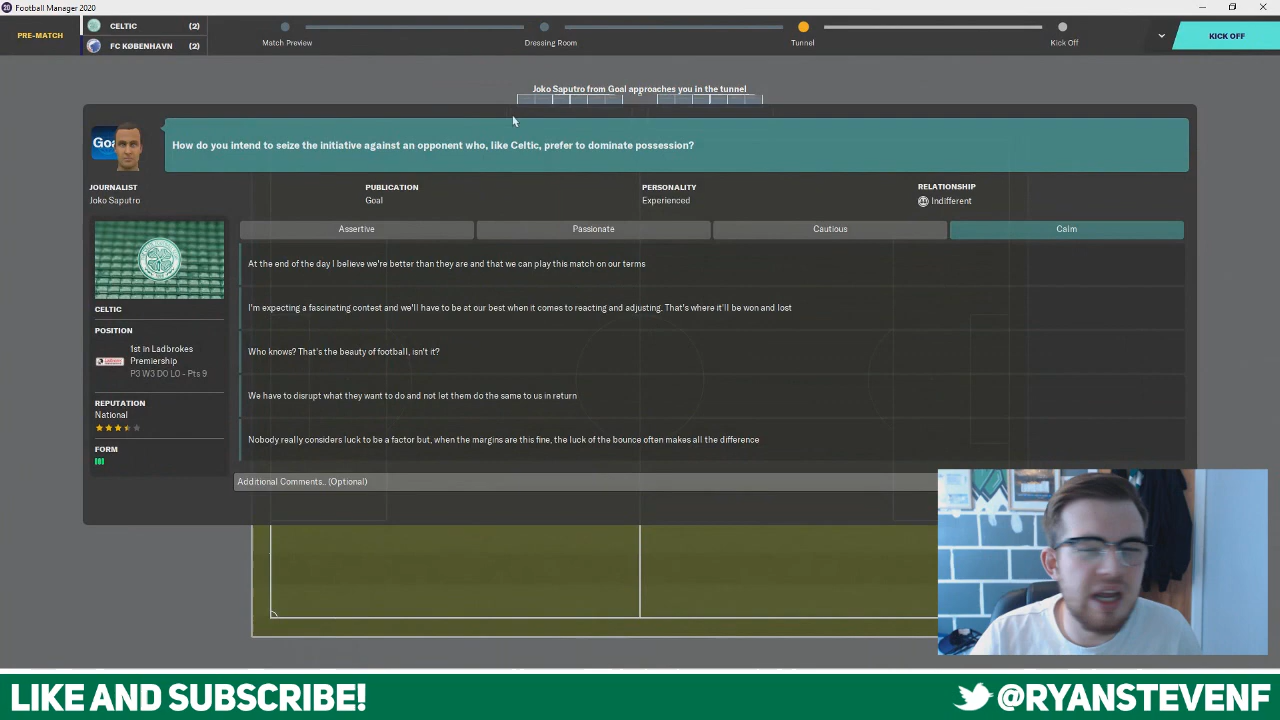 20 Football Manager 2020
PRE-MATCH
CELTIC (2)
FC KØBENHAVN (2)
Match Preview
Dressing Room
Tunnel
Kick Off
KICK OFF
Joko Saputro from Goal approaches you in the tunnel
Goa
How do you intend to seize the initiative against an opponent who, like Celtic, prefer to dominate possession?
JOURNALIST
Joko Saputro
PUBLICATION
Goal
PERSONALITY
Experienced
RELATIONSHIP
Indifferent
Assertive
Passionate
Cautious
Calm
At the end of the day I believe we're better than they are and that we can play this match on our terms
I'm expecting a fascinating contest and we'll have to be at our best when it comes to reacting and adjusting. That's where it'll be won and lost
Who knows? That's the beauty of football, isn't it?
We have to disrupt what they want to do and not let them do the same to us in return
Nobody really considers luck to be a factor but, when the margins are this fine, the luck of the bounce often makes all the difference
Additional Comments.. (Optional)
CELTIC
POSITION
1st in Ladbrokes
Premiership
P3 W3 D0 L0 - Pts 9
REPUTATION
National
FORM
LIKE AND SUBSCRIBE!
@RYANSTEVENF